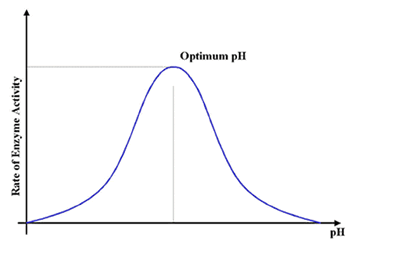 Optimum pH
Rate of Enzyme Activity
pH